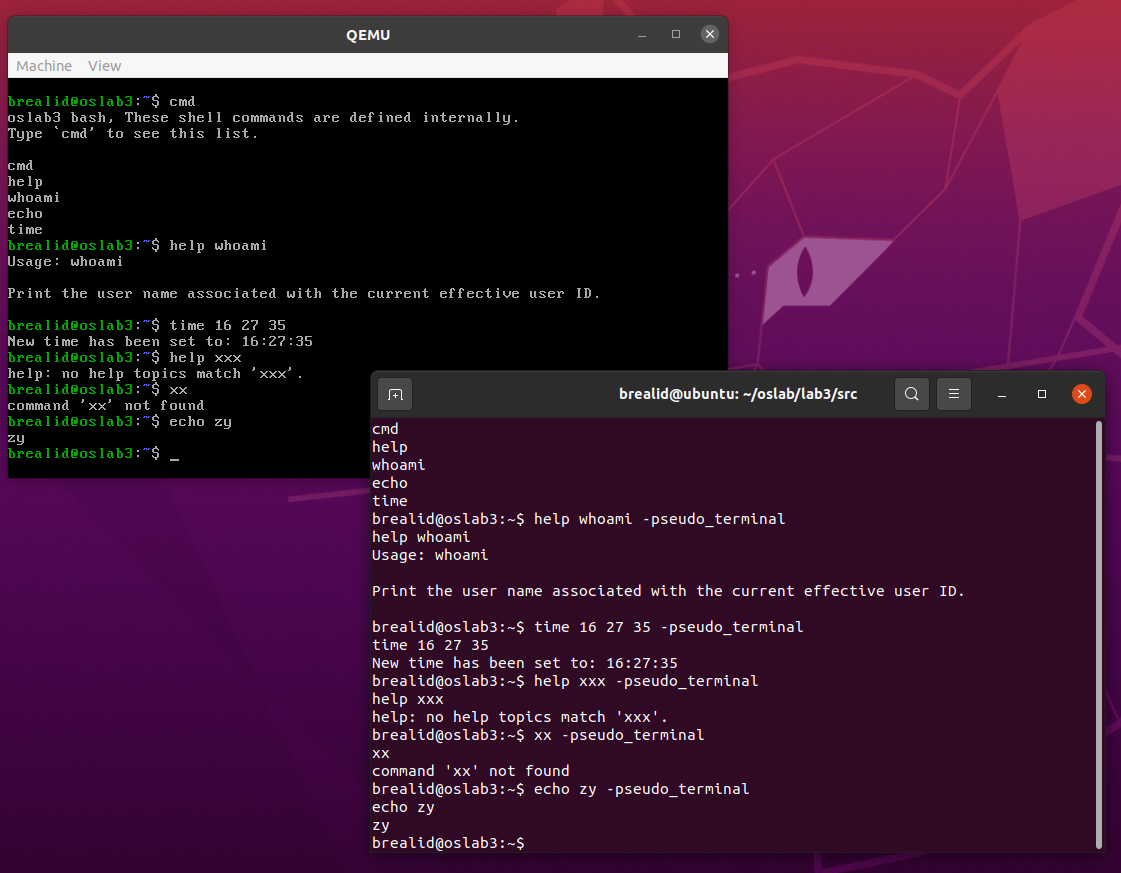 QEMU
Machine View
brealid@oslab3:~$ cmd
oslab3 bash, These shell commands are defined internally.
Type `cmd' to see this list.
cmd
help
whoami
echo
time
brealid@oslab3:~$ help whoami
Usage: whoami
Print the user name associated with the current effective user ID.
brealid@oslab3:~$ time 16 27 35
New time has been set to: 16:27:35
brealid@oslab3:~$ help xxx
help: no help topics match 'xxx'.
brealid@oslab3:~$ xx
command 'xx' not found
brealid@oslab3:~$ echo zy
zy
brealid@oslab3:~$ _
brealid@ubuntu: ~/oslab/lab3/src
cmd
help
whoami
echo
time
brealid@oslab3:~$ help whoami -pseudo_terminal
help whoami
Usage: whoami
Print the user name associated with the current effective user ID.
brealid@oslab3:~$ time 16 27 35 -pseudo_terminal
time 16 27 35
New time has been set to: 16:27:35
brealid@oslab3:~$ help xxx -pseudo_terminal
help xxx
help: no help topics match 'xxx'.
brealid@oslab3:~$ xx -pseudo_terminal
xx
command 'xx' not found
brealid@oslab3:~$ echo zy -pseudo_terminal
echo zy
zy
brealid@oslab3:~$